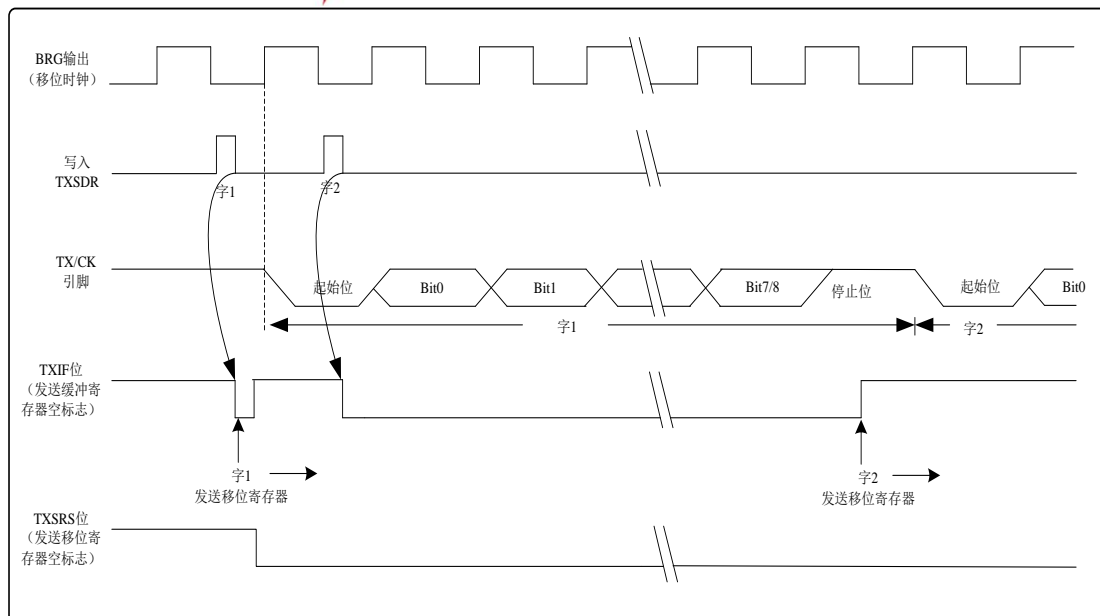 BRG输出
（移位时钟）
写入
TXSDR
字1
字2
TX/CK
引脚
起始位
Bit0
Bit1
Bit7/8
停止位
起始位
Bit0
字1
字2
TXIF位
（发送缓冲寄
存器空标志）
字1
发送移位寄存器
字2
发送移位寄存器
TXSRS位
（发送移位寄
存器空标志）